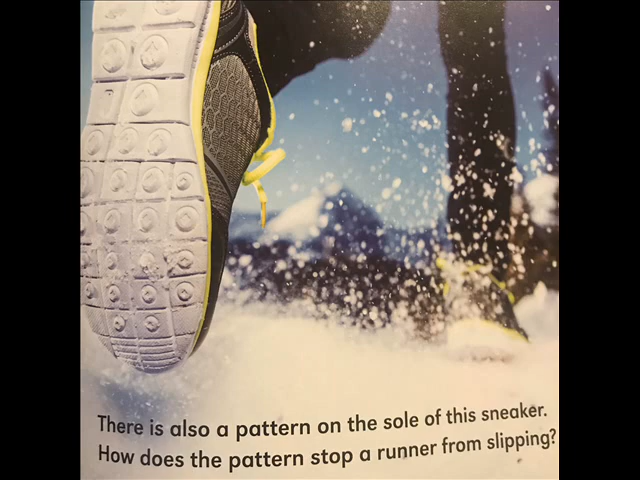 There is also a pattern on the sole of this sneaker.
How does the pattern stop a runner from slipping?